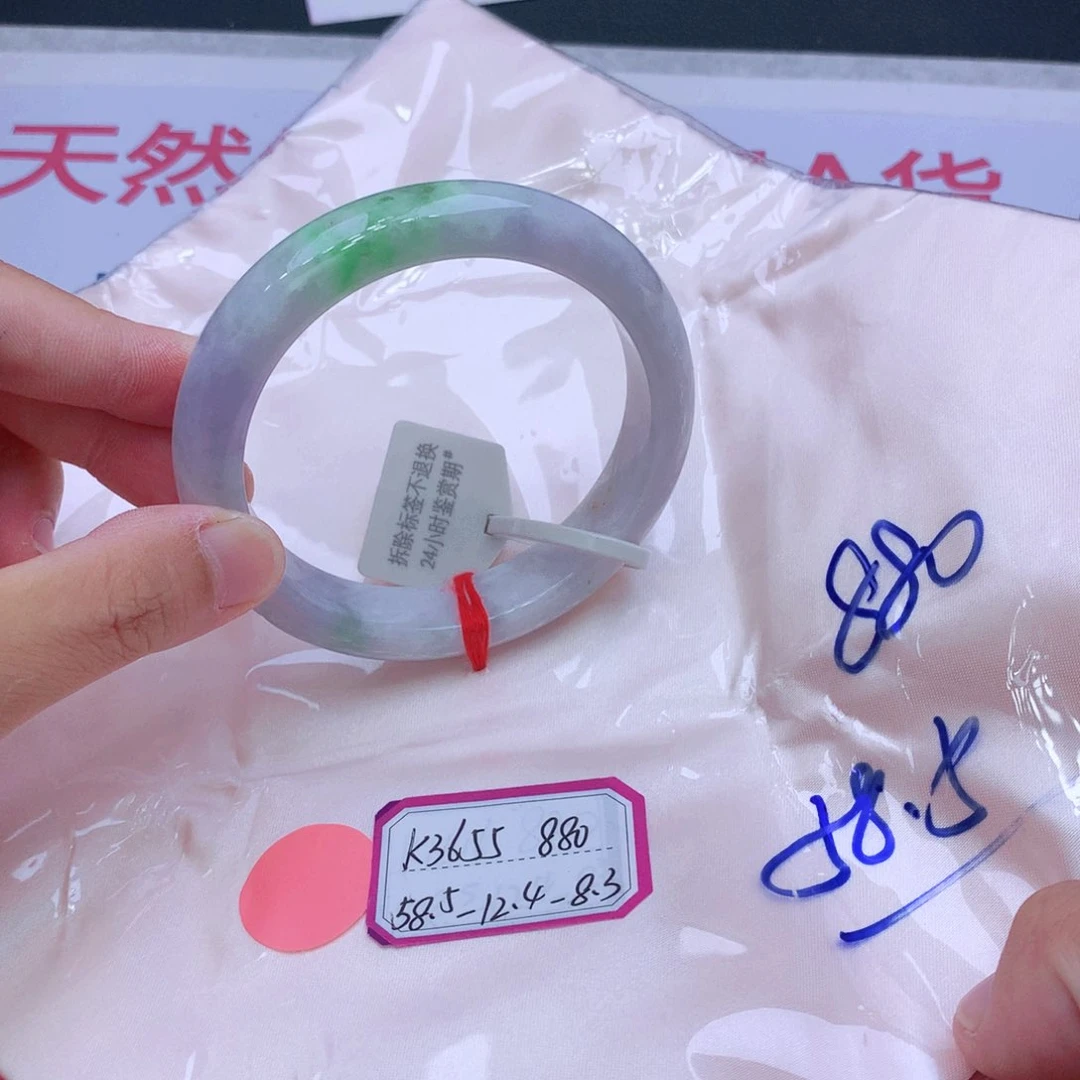 天然
A货
拆除标签不退换
24小时鉴赏期
880
58.5
K3655 880
58.5-12.4-8.3